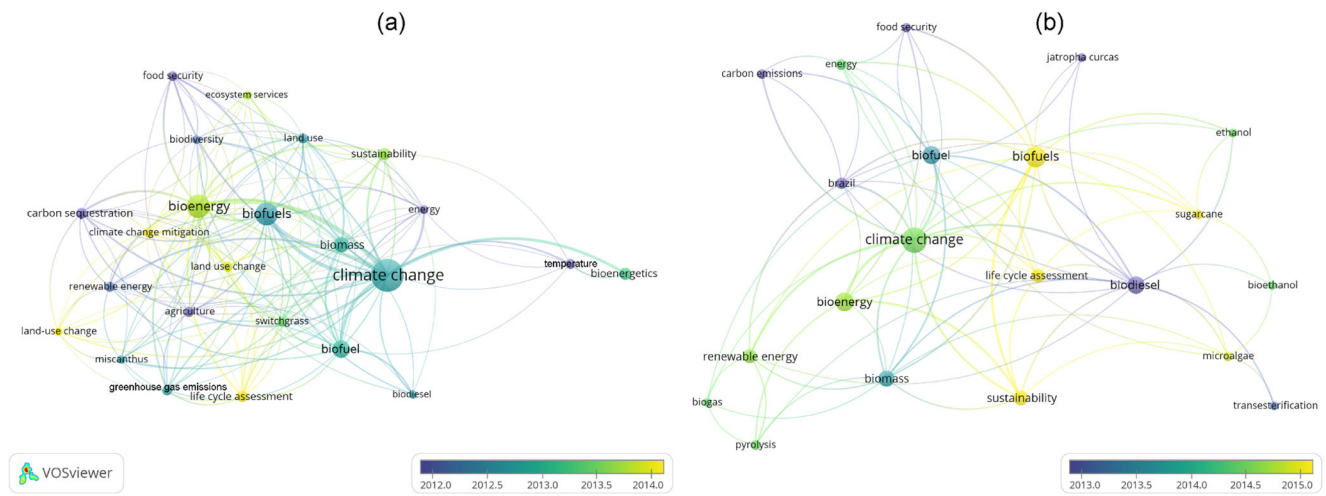 (a)
food security
ecosystem services
biodiversity
land use
sustainability
bioenergy
biofuels
carbon sequestration
energy
climate change mitigation
biomass
land use change
climate change
temperature
bioenergetics
renewable energy
agriculture
switchgrass
land-use change
biofuel
miscanthus
greenhouse gas emissions
life cycle assessment
biodiesel
VOSviewer
2012.0 2012.5 2013.0 2013.5 2014.0
(b)
food security
jatropha curcas
energy
carbon emissions
ethanol
biofuel
biofuels
brazil
sugarcane
climate change
life cycle assessment
biodiesel
bioethanol
bioenergy
renewable energy
microalgae
biomass
sustainability
biogas
transesterification
pyrolysis
2013.0 2013.5 2014.0 2014.5 2015.0